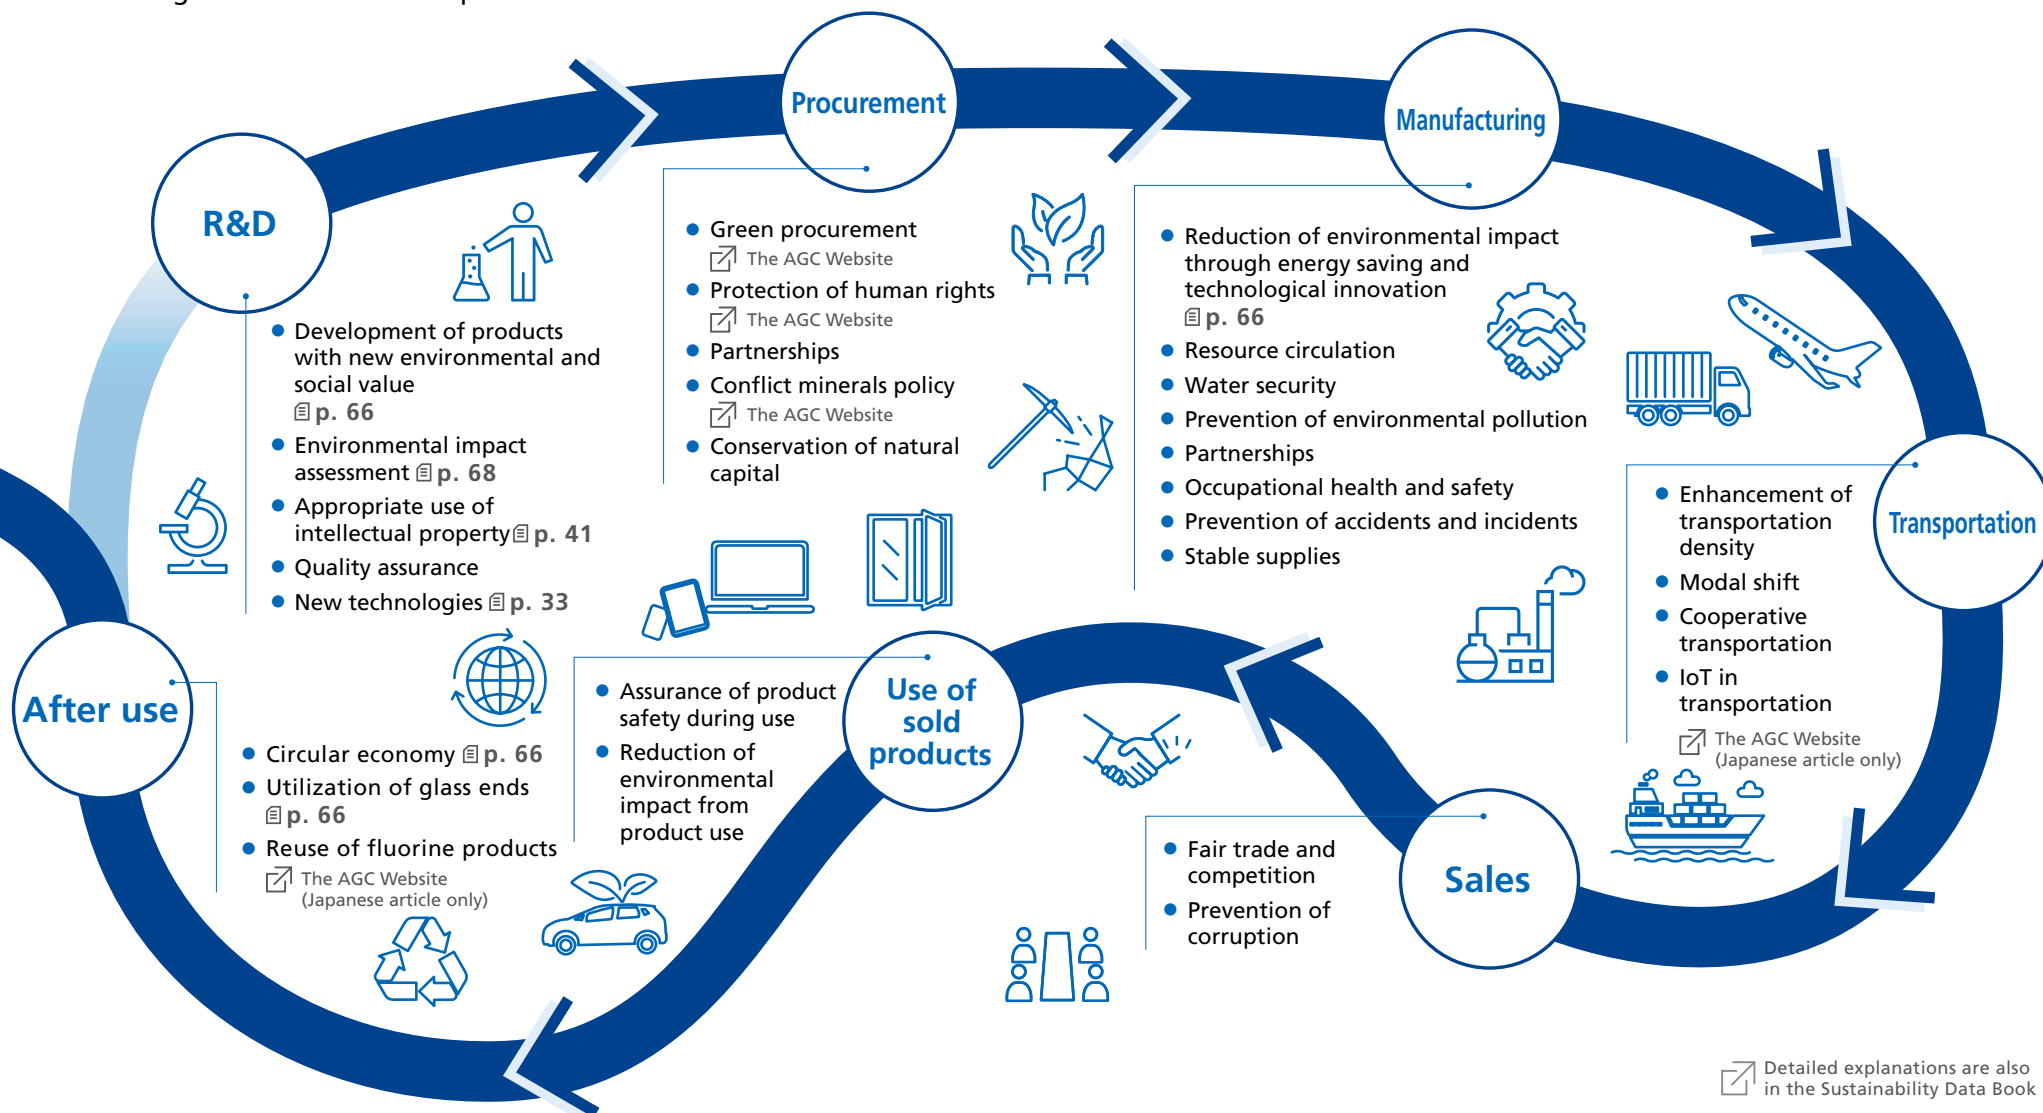 R&D
Development of products
with new environmental and
social value
p. 66
Environmental impact
assessment p. 68
Appropriate use of
intellectual property p. 41
Quality assurance
New technologies p. 33
Procurement
Green procurement
The AGC Website
Protection of human rights
The AGC Website
Partnerships
Conflict minerals policy
The AGC Website
Conservation of natural
capital
Manufacturing
Reduction of environmental impact
through energy saving and
technological innovation
p. 66
Resource circulation
Water security
Prevention of environmental pollution
Partnerships
Occupational health and safety
Prevention of accidents and incidents
Stable supplies
Transportation
Enhancement of
transportation
density
Modal shift
Cooperative
transportation
IoT in
transportation
The AGC Website
(Japanese article only)
Sales
Fair trade and
competition
Prevention of
corruption
Use of
sold
products
Assurance of product
safety during use
Reduction of
environmental
impact from
product use
After use
Circular economy p. 66
Utilization of glass ends
p. 66
Reuse of fluorine products
The AGC Website
(Japanese article only)
Detailed explanations are also
in the Sustainability Data Book